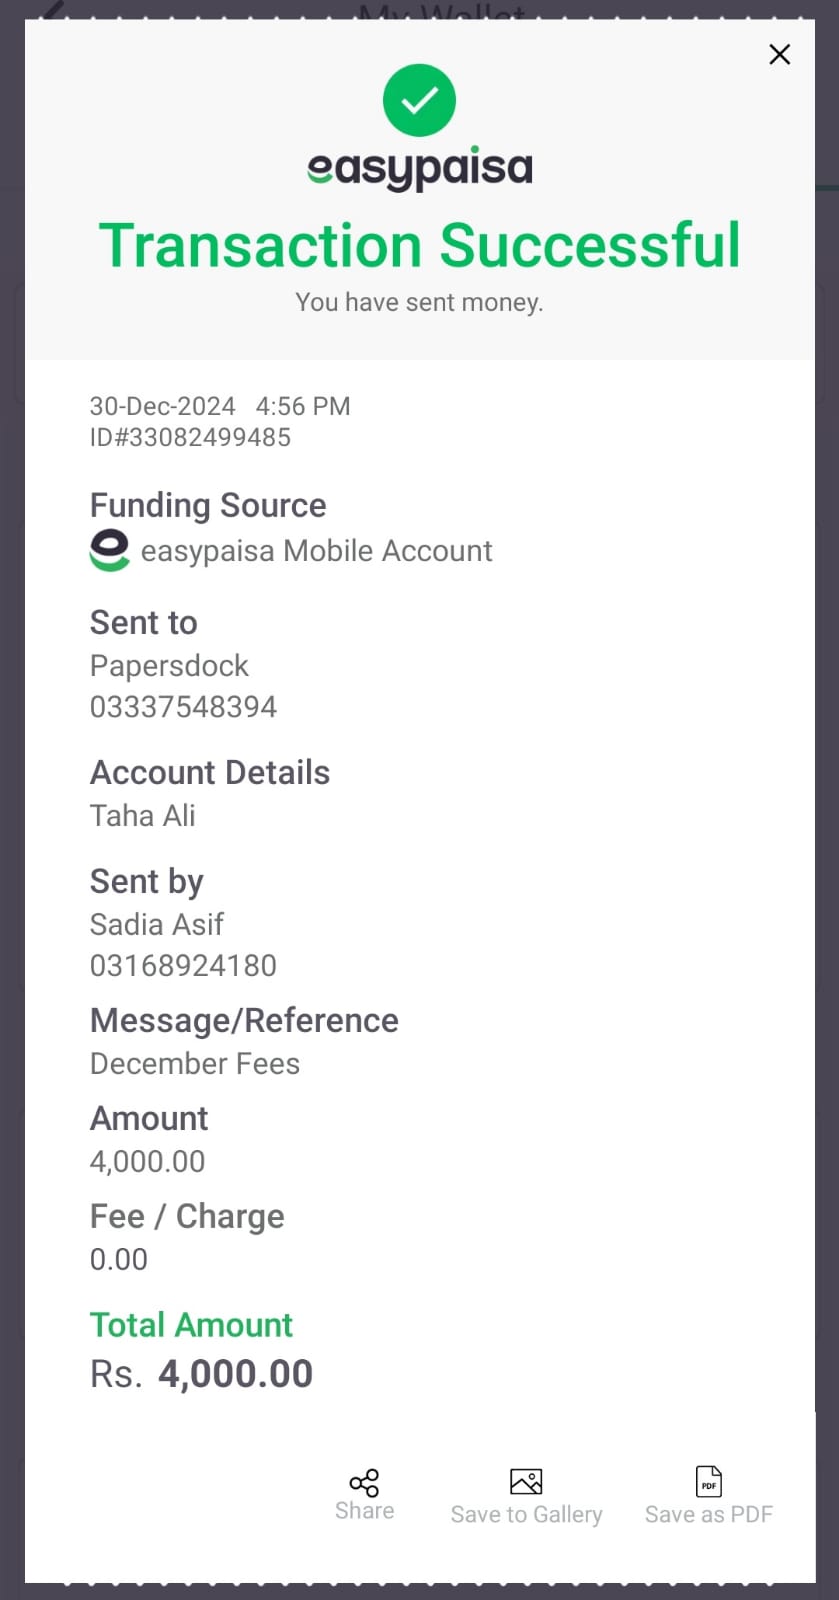 My Wallet
easypaisa
Transaction Successful
You have sent money.
30-Dec-2024 4:56 PM
ID#33082499485
Funding Source
easypaisa Mobile Account
Sent to
Papersdock
03337548394
Account Details
Taha Ali
Sent by
Sadia Asif
03168924180
Message/Reference
December Fees
Amount
4,000.00
Fee / Charge
0.00
Total Amount
Rs. 4,000.00
Share
Save to Gallery
PDF
Save as PDF